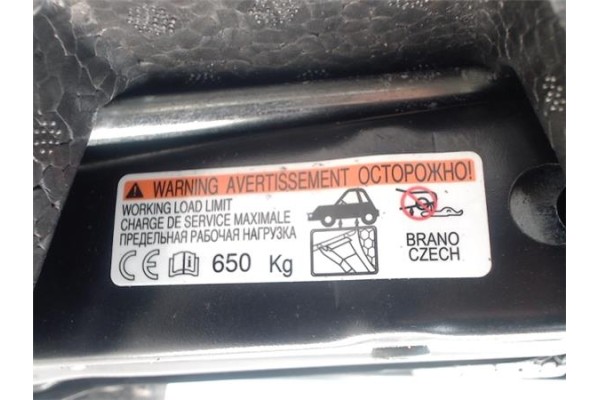 WARNING AVERTISSEMENT ОСТОРОЖНО!
WORKING LOAD LIMIT
CHARGE DE SERVICE MAXIMALE
ПРЕДЕЛЬНАЯ РАБОЧАЯ НАГРУЗКА
CE 650 Kg
BRANO
CZECH